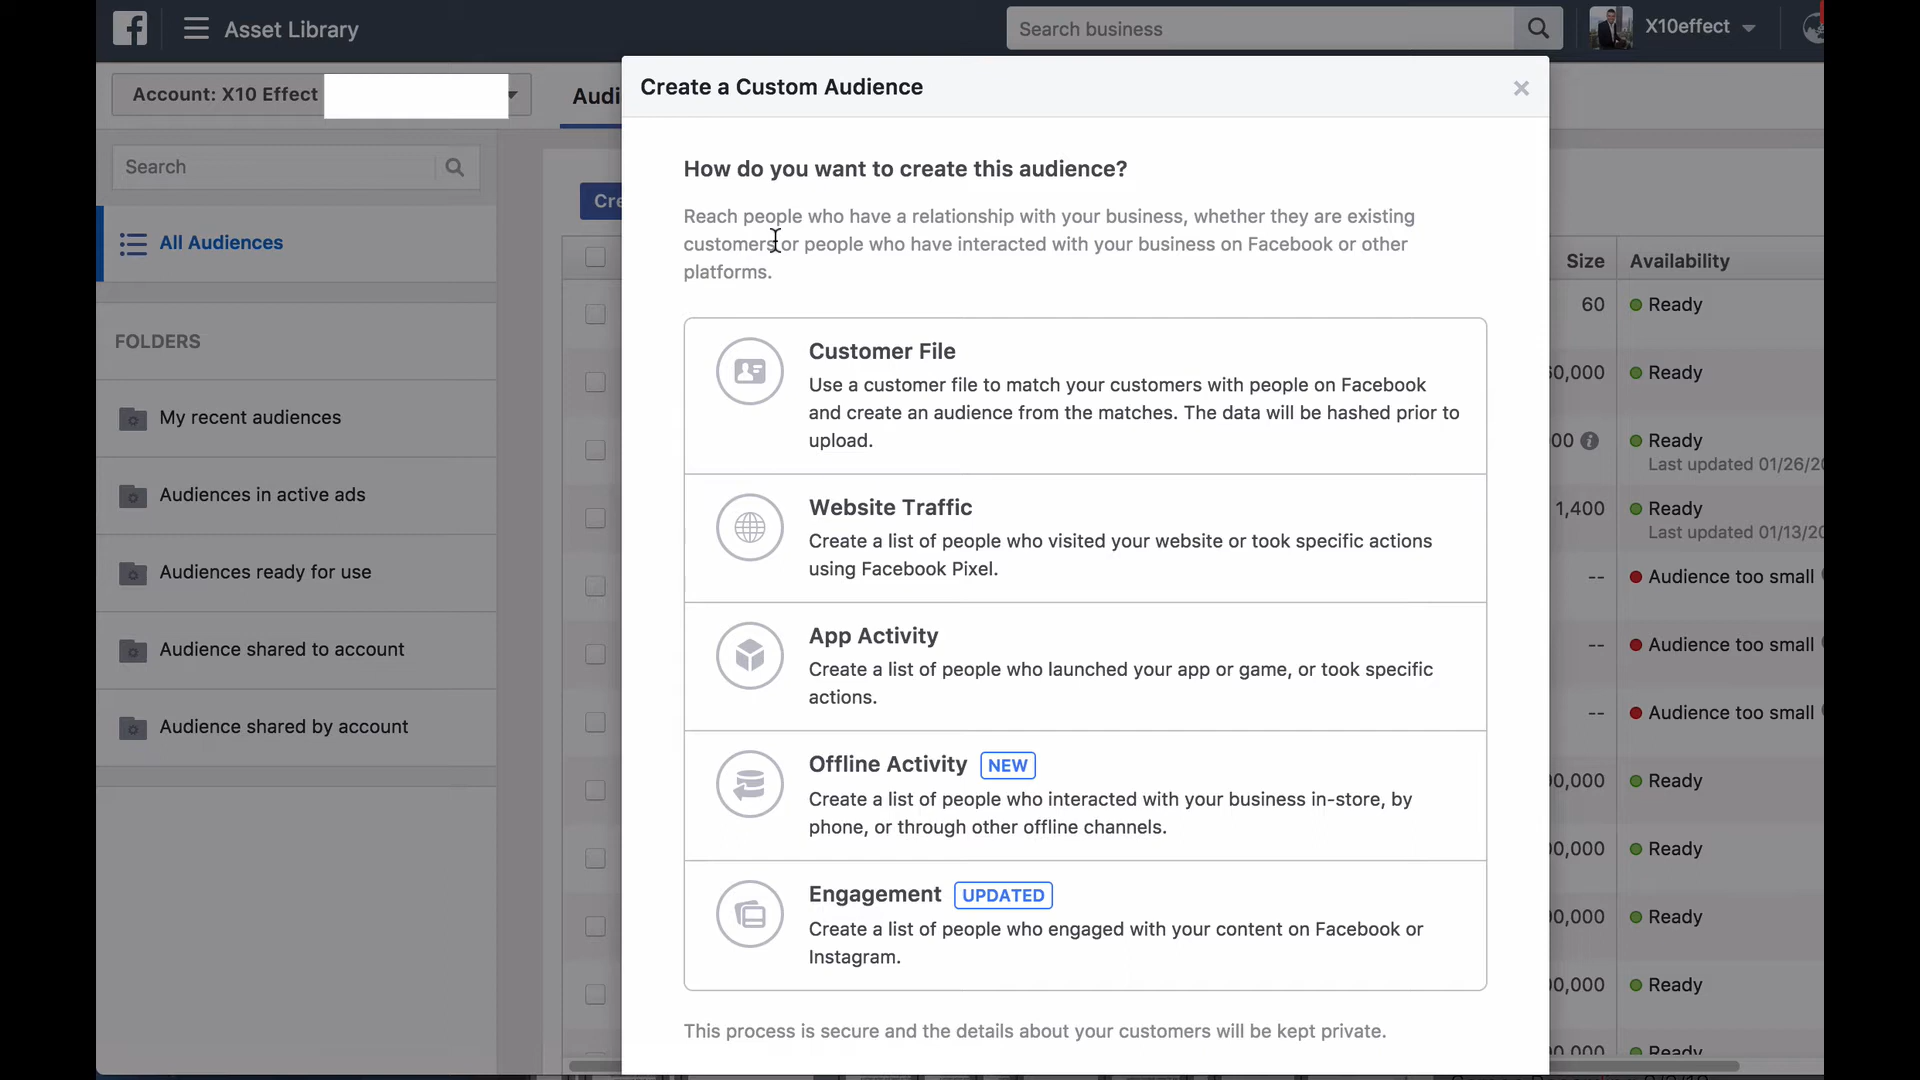 Asset Library
Search business
X10effect
Account: X10 Effect
Audi
Create a Custom Audience
Search
All Audiences
FOLDERS
My recent audiences
Audiences in active ads
Audiences ready for use
Audience shared to account
Audience shared by account
Cre
How do you want to create this audience?
Reach people who have a relationship with your business, whether they are existing
customers or people who have interacted with your business on Facebook or other
platforms.
Customer File
Use a customer file to match your customers with people on Facebook
and create an audience from the matches. The data will be hashed prior to
upload.
Website Traffic
Create a list of people who visited your website or took specific actions
using Facebook Pixel.
App Activity
Create a list of people who launched your app or game, or took specific
actions.
Offline Activity NEW
Create a list of people who interacted with your business in-store, by
phone, or through other offline channels.
Engagement UPDATED
Create a list of people who engaged with your content on Facebook or
Instagram.
This process is secure and the details about your customers will be kept private.
Size Availability
60 Ready
0,000 Ready
00 Ready
Last updated 01/26/20
1,400 Ready
Last updated 01/13/20
-- Audience too small
-- Audience too small
-- Audience too small
0,000 Ready
0,000 Ready
0,000 Ready
00,000 Ready
Ready